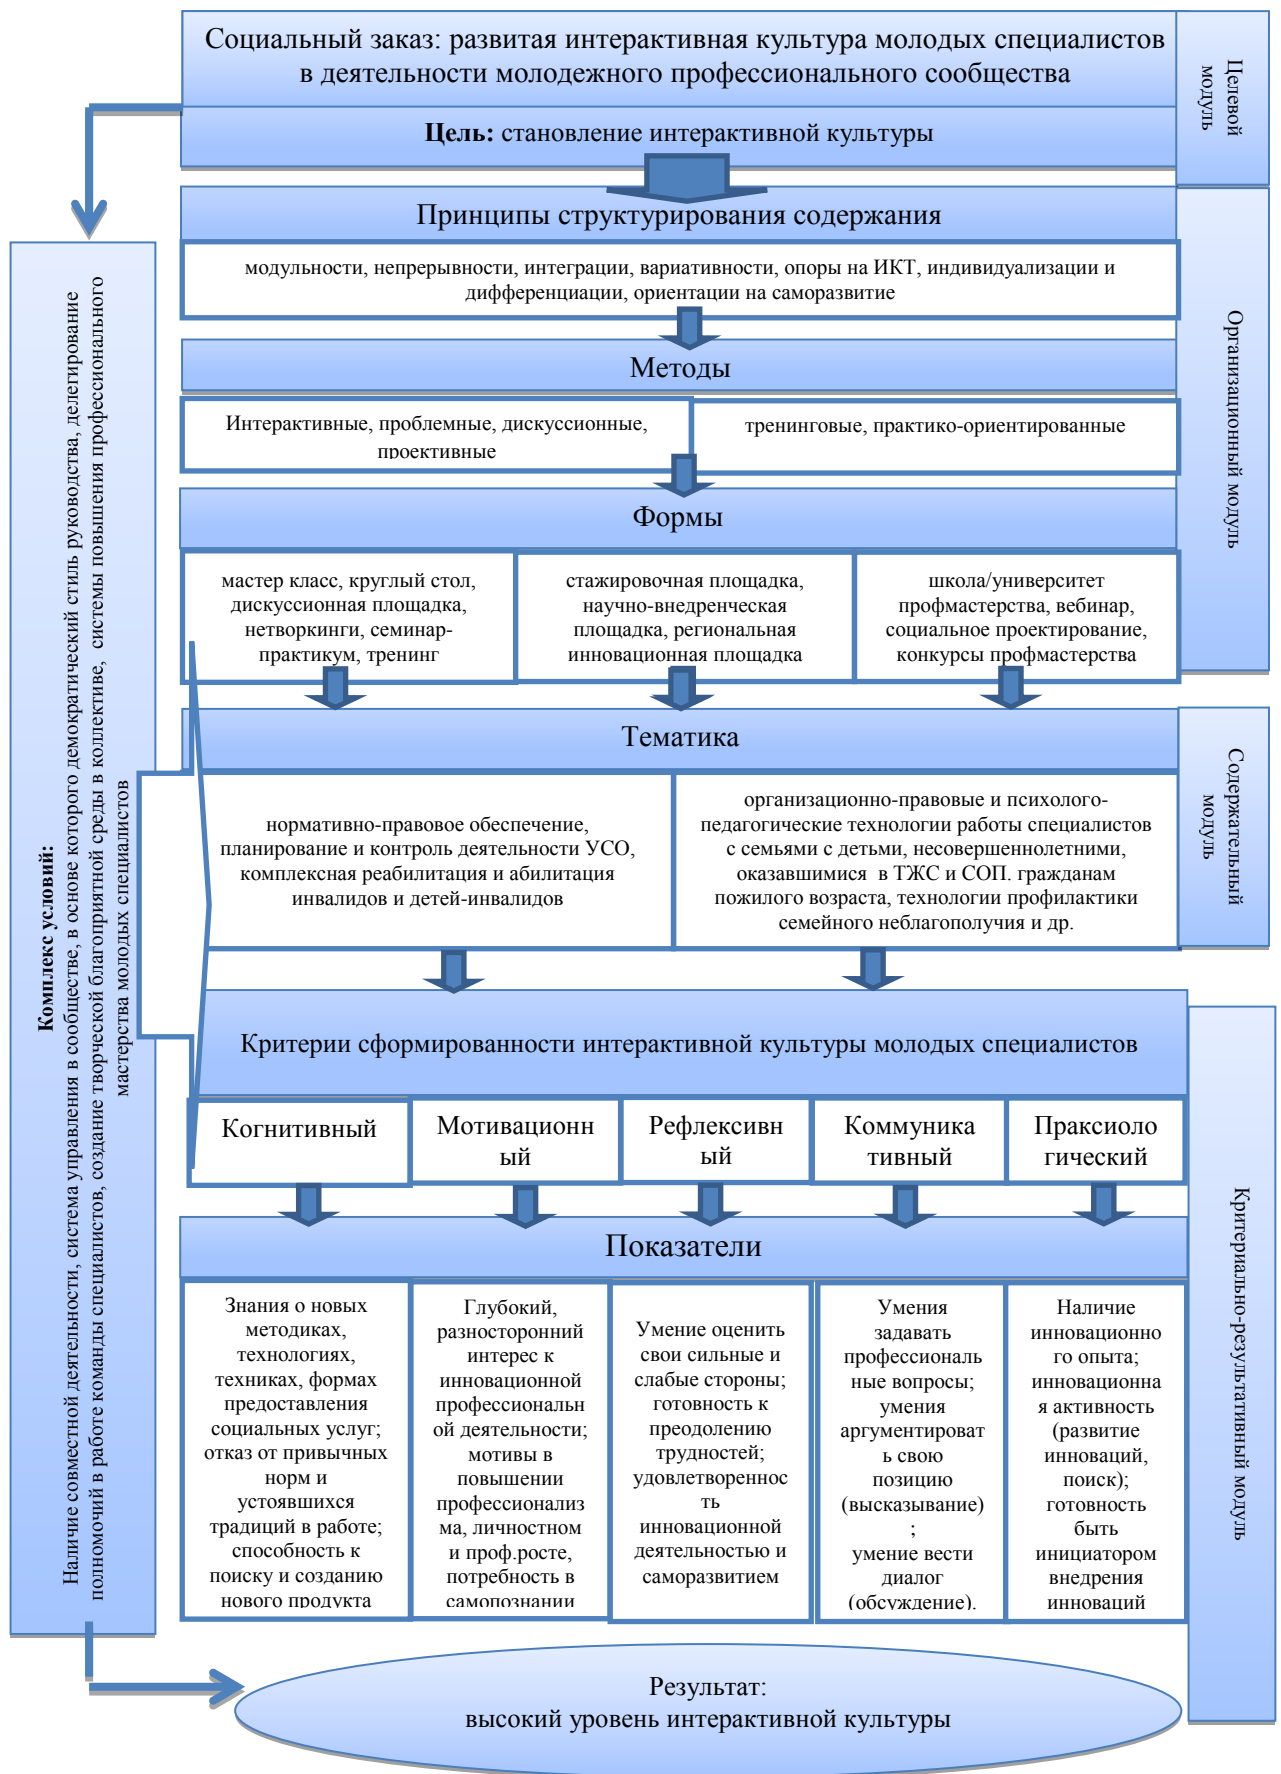 Социальный заказ: развитая интерактивная культура молодых специалистов
в деятельности молодежного профессионального сообщества
Целевой
модуль
Цель: становление интерактивной культуры
Принципы структурирования содержания
модульности, непрерывности, интеграции, вариативности, опоры на ИКТ, индивидуализации и
дифференциации, ориентации на саморазвитие
Методы
Интерактивные, проблемные, дискуссионные,
проективные
тренинговые, практико-ориентированные
Формы
мастер класс, круглый стол,
дискуссионная площадка,
нетворкинги, семинар-
практикум, тренинг
стажировочная площадка,
научно-внедренческая
площадка, региональная
инновационная площадка
школа/университет
профмастерства, вебинар,
социальное проектирование,
конкурсы профмастерства
Организационный модуль
Тематика
нормативно-правовое обеспечение,
планирование и контроль деятельности УСО,
комплексная реабилитация и абилитация
инвалидов и детей-инвалидов
организационно-правовые и психолого-
педагогические технологии работы специалистов
с семьями с детьми, несовершеннолетними,
оказавшимися в ТЖС и СОП. гражданам
пожилого возраста, технологии профилактики
семейного неблагополучия и др.
Содержательный
модуль
Комплекс условий:
Наличие совместной деятельности, система управления в сообществе, в основе которого демократический стиль руководства, делегирование
полномочий в работе команды специалистов, создание творческой благоприятной среды в коллективе, системы повышения профессионального
мастерства молодых специалистов
Критерии сформированности интерактивной культуры молодых специалистов
Когнитивный
Мотивационн
ый
Рефлексивн
ый
Коммуника
тивный
Праксиоло
гический
Показатели
Знания о новых
методиках,
технологиях,
техниках, формах
предоставления
социальных услуг;
отказ от привычных
норм и
устоявшихся
традиций в работе;
способность к
поиску и созданию
нового продукта
Глубокий,
разносторонний
интерес к
инновационной
профессиональн
ой деятельности;
мотивы в
повышении
профессионализ
ма, личностном
и проф.росте,
потребность в
самопознании
Умение оценить
свои сильные и
слабые стороны;
готовность к
преодолению
трудностей;
удовлетвореннос
ть
инновационной
деятельностью и
саморазвитием
Умения
задавать
профессиональ
ные вопросы;
умения
аргументироват
ь свою
позицию
(высказывание)
;
умение вести
диалог
(обсуждение).
Наличие
инновационно
го опыта;
инновационна
я активность
(развитие
инноваций,
поиск);
готовность
быть
инициатором
внедрения
инноваций
Критериально-результативный модуль
Результат:
высокий уровень интерактивной культуры